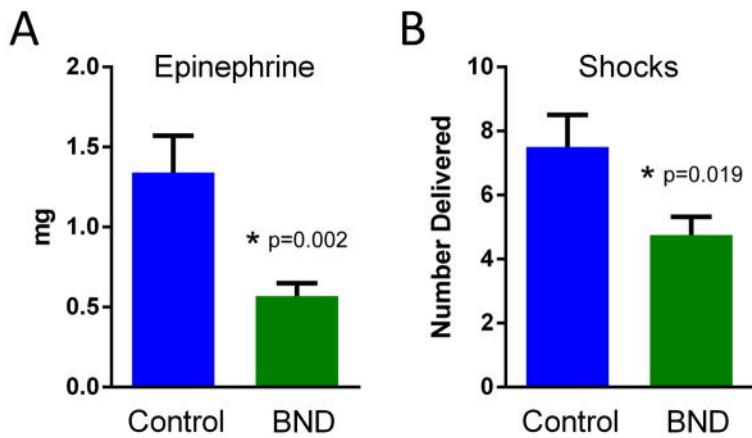 A
Epinephrine
2.0
1.5
1.0
0.5
0.0
mg
* p=0.002
Control
BND
B
Shocks
10
8
6
4
2
0
Number Delivered
* p=0.019
Control
BND